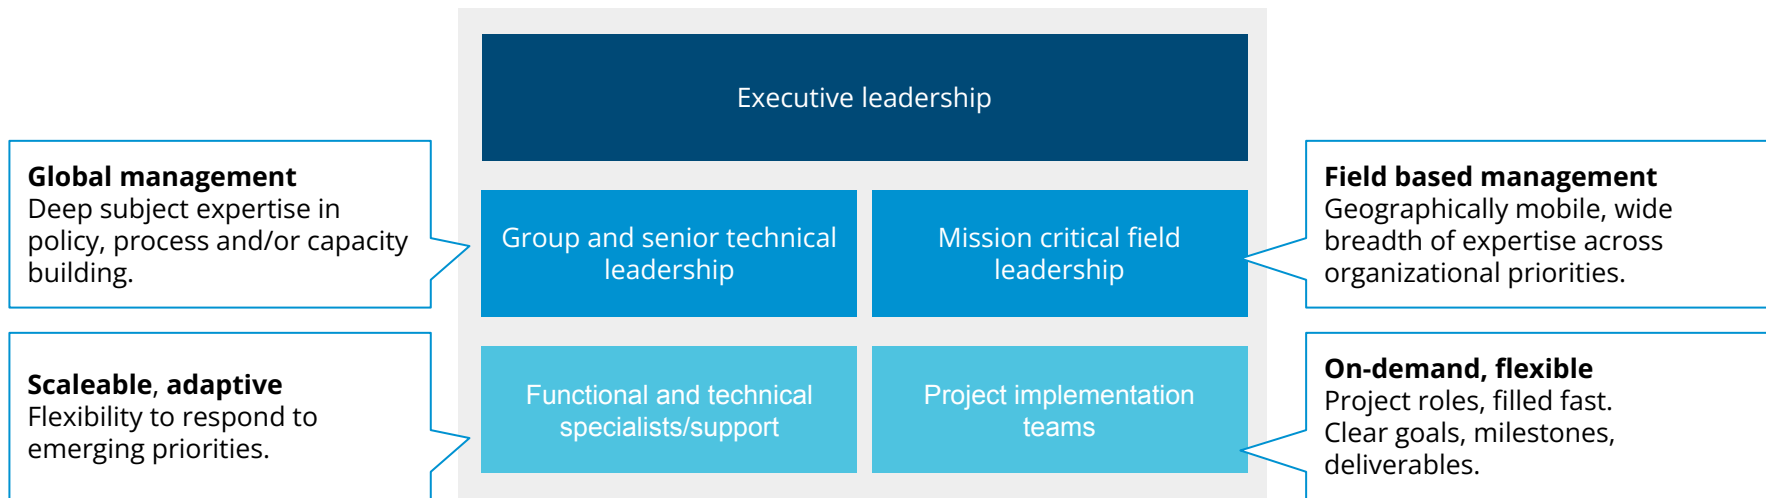 Executive leadership
Global management
Deep subject expertise in
policy, process and/or capacity
building.
Group and senior technical
leadership
Mission critical field
leadership
Field based management
Geographically mobile, wide
breadth of expertise across
organizational priorities.
Scaleable, adaptive
Flexibility to respond to
emerging priorities.
Functional and technical
specialists/support
Project implementation
teams
On-demand, flexible
Project roles, filled fast.
Clear goals, milestones,
deliverables.